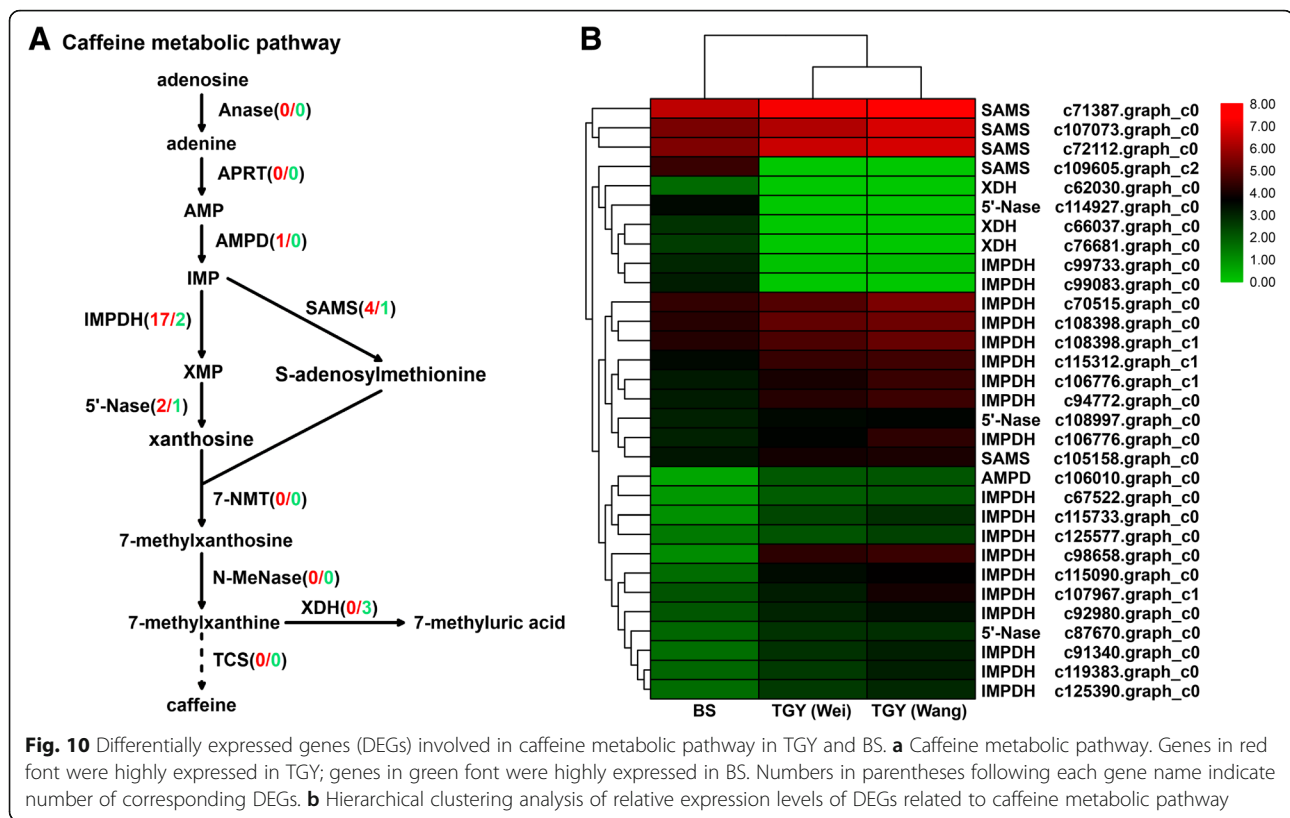 A Caffeine metabolic pathway
adenosine
Anase(0/0)
adenine
APRT(0/0)
AMP
AMPD(1/0)
IMP
SAMS(4/1)
IMPDH(17/2)
XMP
S-adenosylmethionine
5'-Nase(2/1)
xanthosine
7-NMT(0/0)
7-methylxanthosine
N-MeNase(0/0)
XDH(0/3)
7-methylxanthine
7-methyluric acid
TCS(0/0)
caffeine
B
SAMS c71387.graph_c0
SAMS c107073.graph_c0
SAMS c72112.graph_c0
SAMS c109605.graph_c2
XDH c62030.graph_c0
5'-Nase c114927.graph_c0
XDH c66037.graph_c0
XDH c76681.graph_c0
IMPDH c99733.graph_c0
IMPDH c99083.graph_c0
IMPDH c70515.graph_c0
IMPDH c108398.graph_c0
IMPDH c108398.graph_c1
IMPDH c115312.graph_c1
IMPDH c106776.graph_c1
IMPDH c94772.graph_c0
5'-Nase c108997.graph_c0
IMPDH c106776.graph_c0
SAMS c105158.graph_c0
AMPD c106010.graph_c0
IMPDH c67522.graph_c0
IMPDH c115733.graph_c0
IMPDH c125577.graph_c0
IMPDH c98658.graph_c0
IMPDH c115090.graph_c0
IMPDH c107967.graph_c1
IMPDH c92980.graph_c0
5'-Nase c87670.graph_c0
IMPDH c91340.graph_c0
IMPDH c119383.graph_c0
IMPDH c125390.graph_c0
BS TGY (Wei) TGY (Wang)
8.00
7.00
6.00
5.00
4.00
3.00
2.00
1.00
0.00
Fig. 10 Differentially expressed genes (DEGs) involved in caffeine metabolic pathway in TGY and BS. a Caffeine metabolic pathway. Genes in red
font were highly expressed in TGY; genes in green font were highly expressed in BS. Numbers in parentheses following each gene name indicate
number of corresponding DEGs. b Hierarchical clustering analysis of relative expression levels of DEGs related to caffeine metabolic pathway